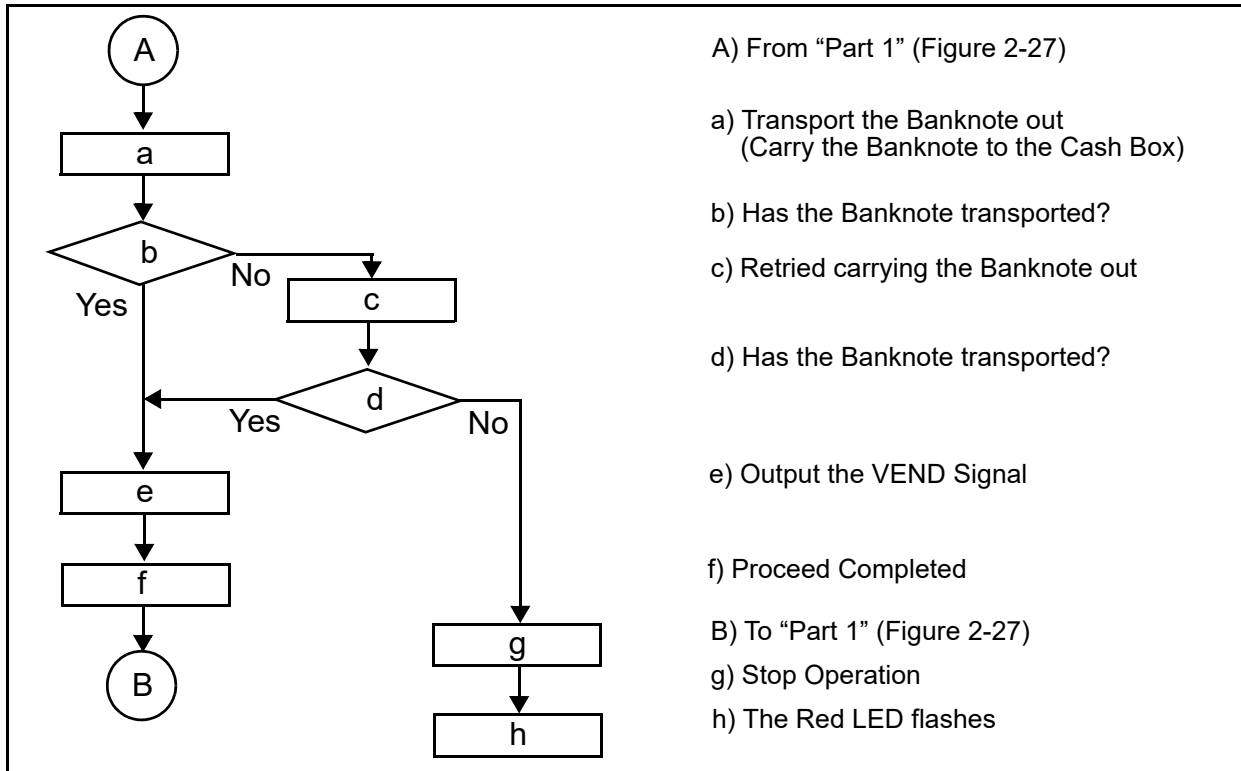 A
a
b
No
Yes
c
d
Yes
No
e
f
g
B
h
A) From “Part 1” (Figure 2-27)
a) Transport the Banknote out
(Carry the Banknote to the Cash Box)
b) Has the Banknote transported?
c) Retried carrying the Banknote out
d) Has the Banknote transported?
e) Output the VEND Signal
f) Proceed Completed
B) To “Part 1” (Figure 2-27)
g) Stop Operation
h) The Red LED flashes